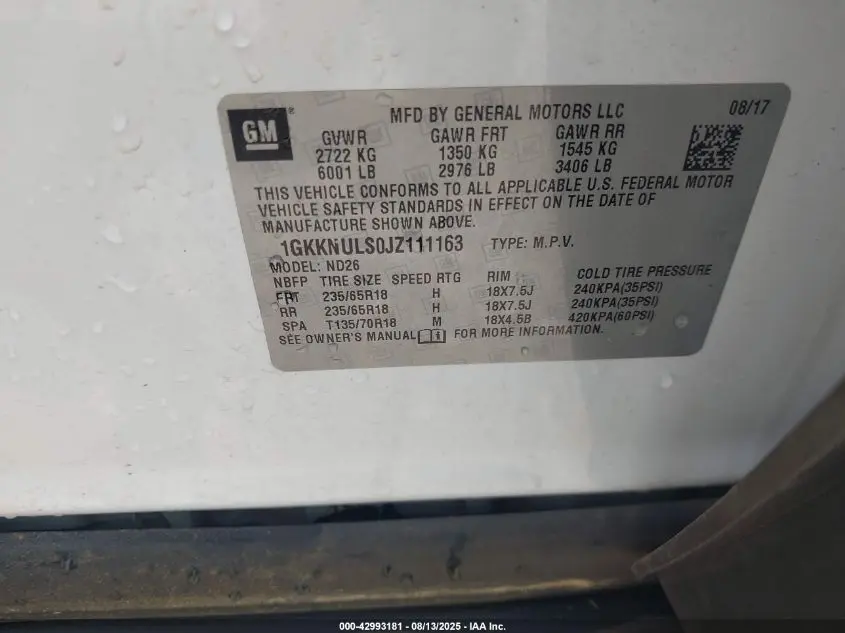 GM
MFD BY GENERAL MOTORS LLC 08/17
GVWR GAWR FRT GAWR RR
2722 KG 1350 KG 1545 KG
6001 LB 2976 LB 3406 LB
THIS VEHICLE CONFORMS TO ALL APPLICABLE U.S. FEDERAL MOTOR
VEHICLE SAFETY STANDARDS IN EFFECT ON THE DATE OF
MANUFACTURE SHOWN ABOVE.
1GKKNULS0JZ111163 TYPE: M.P.V.
MODEL: ND26
NBFP TIRE SIZE SPEED RTG RIM COLD TIRE PRESSURE
FRT 235/65R18 H 18X7.5J 240KPA(35PSI)
RR 235/65R18 H 18X7.5J 240KPA(35PSI)
SPA T135/70R18 M 18X4.5B 420KPA(60PSI)
SEE OWNER'S MANUAL FOR MORE INFORMATION.
000-42993181 - 08/13/2025 - IAA Inc.